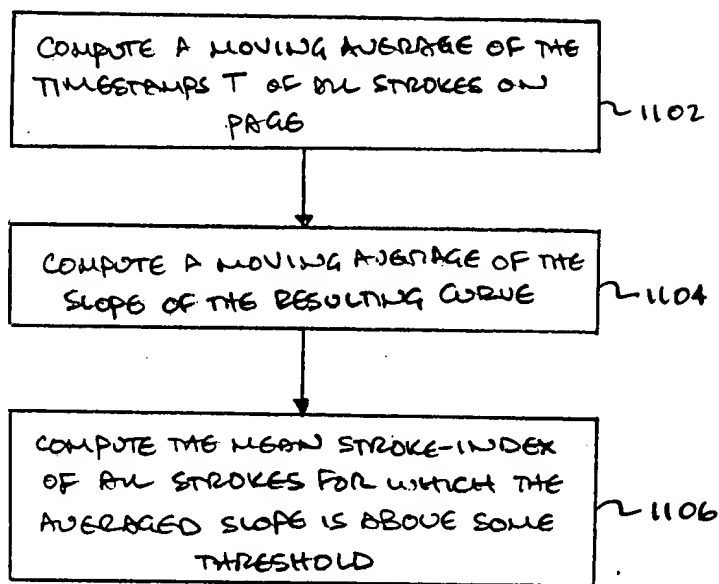 COMPUTE A MOVING AVERAGE OF THE
TIMESTAMPS T OF ALL STROKES ON
PAGE
1102
COMPUTE A MOVING AVERAGE OF THE
SLOPE OF THE RESULTING CURVE
1104
COMPUTE THE MEAN STROKE-INDEX
OF ALL STROKES FOR WHICH THE
AVERAGED SLOPE IS ABOVE SOME
THRESHOLD
1106